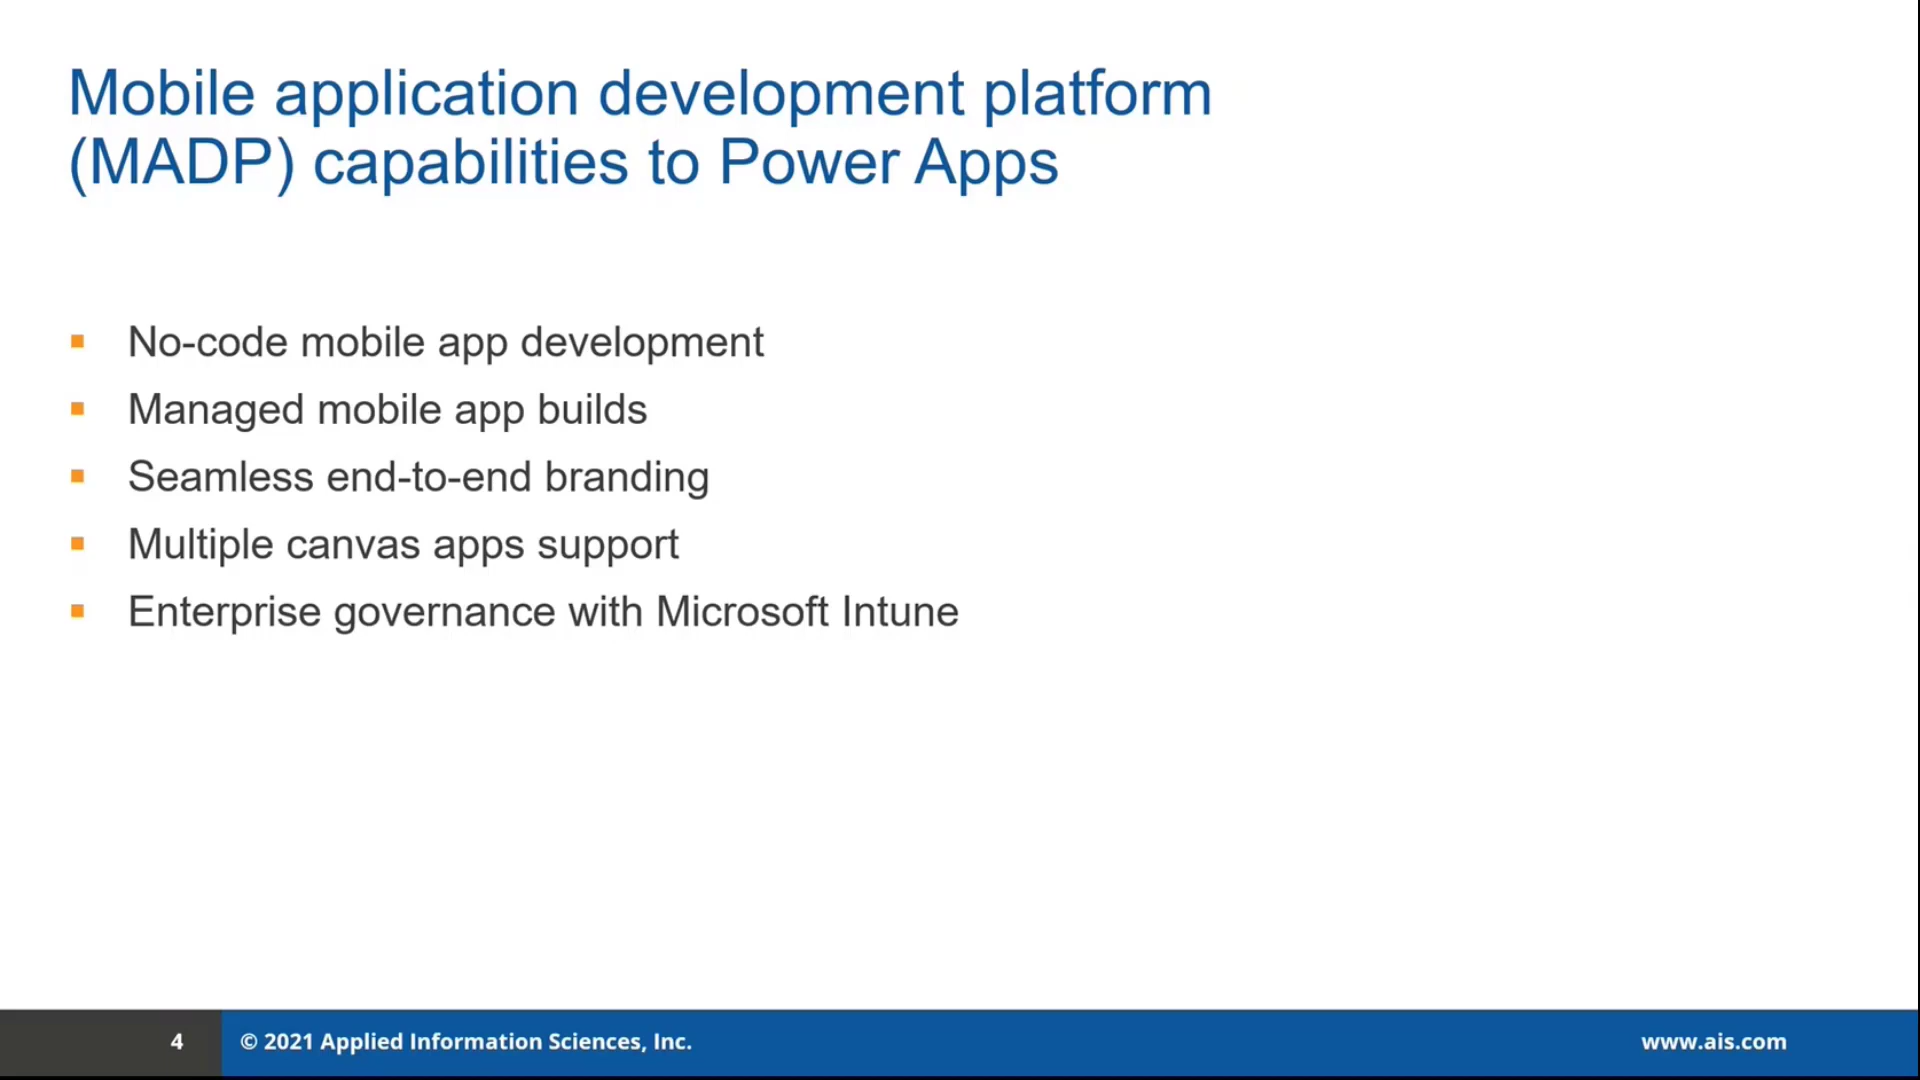 Mobile application development platform
(MADP) capabilities to Power Apps
No-code mobile app development
Managed mobile app builds
Seamless end-to-end branding
Multiple canvas apps support
Enterprise governance with Microsoft Intune
4
© 2021 Applied Information Sciences, Inc.
www.ais.com